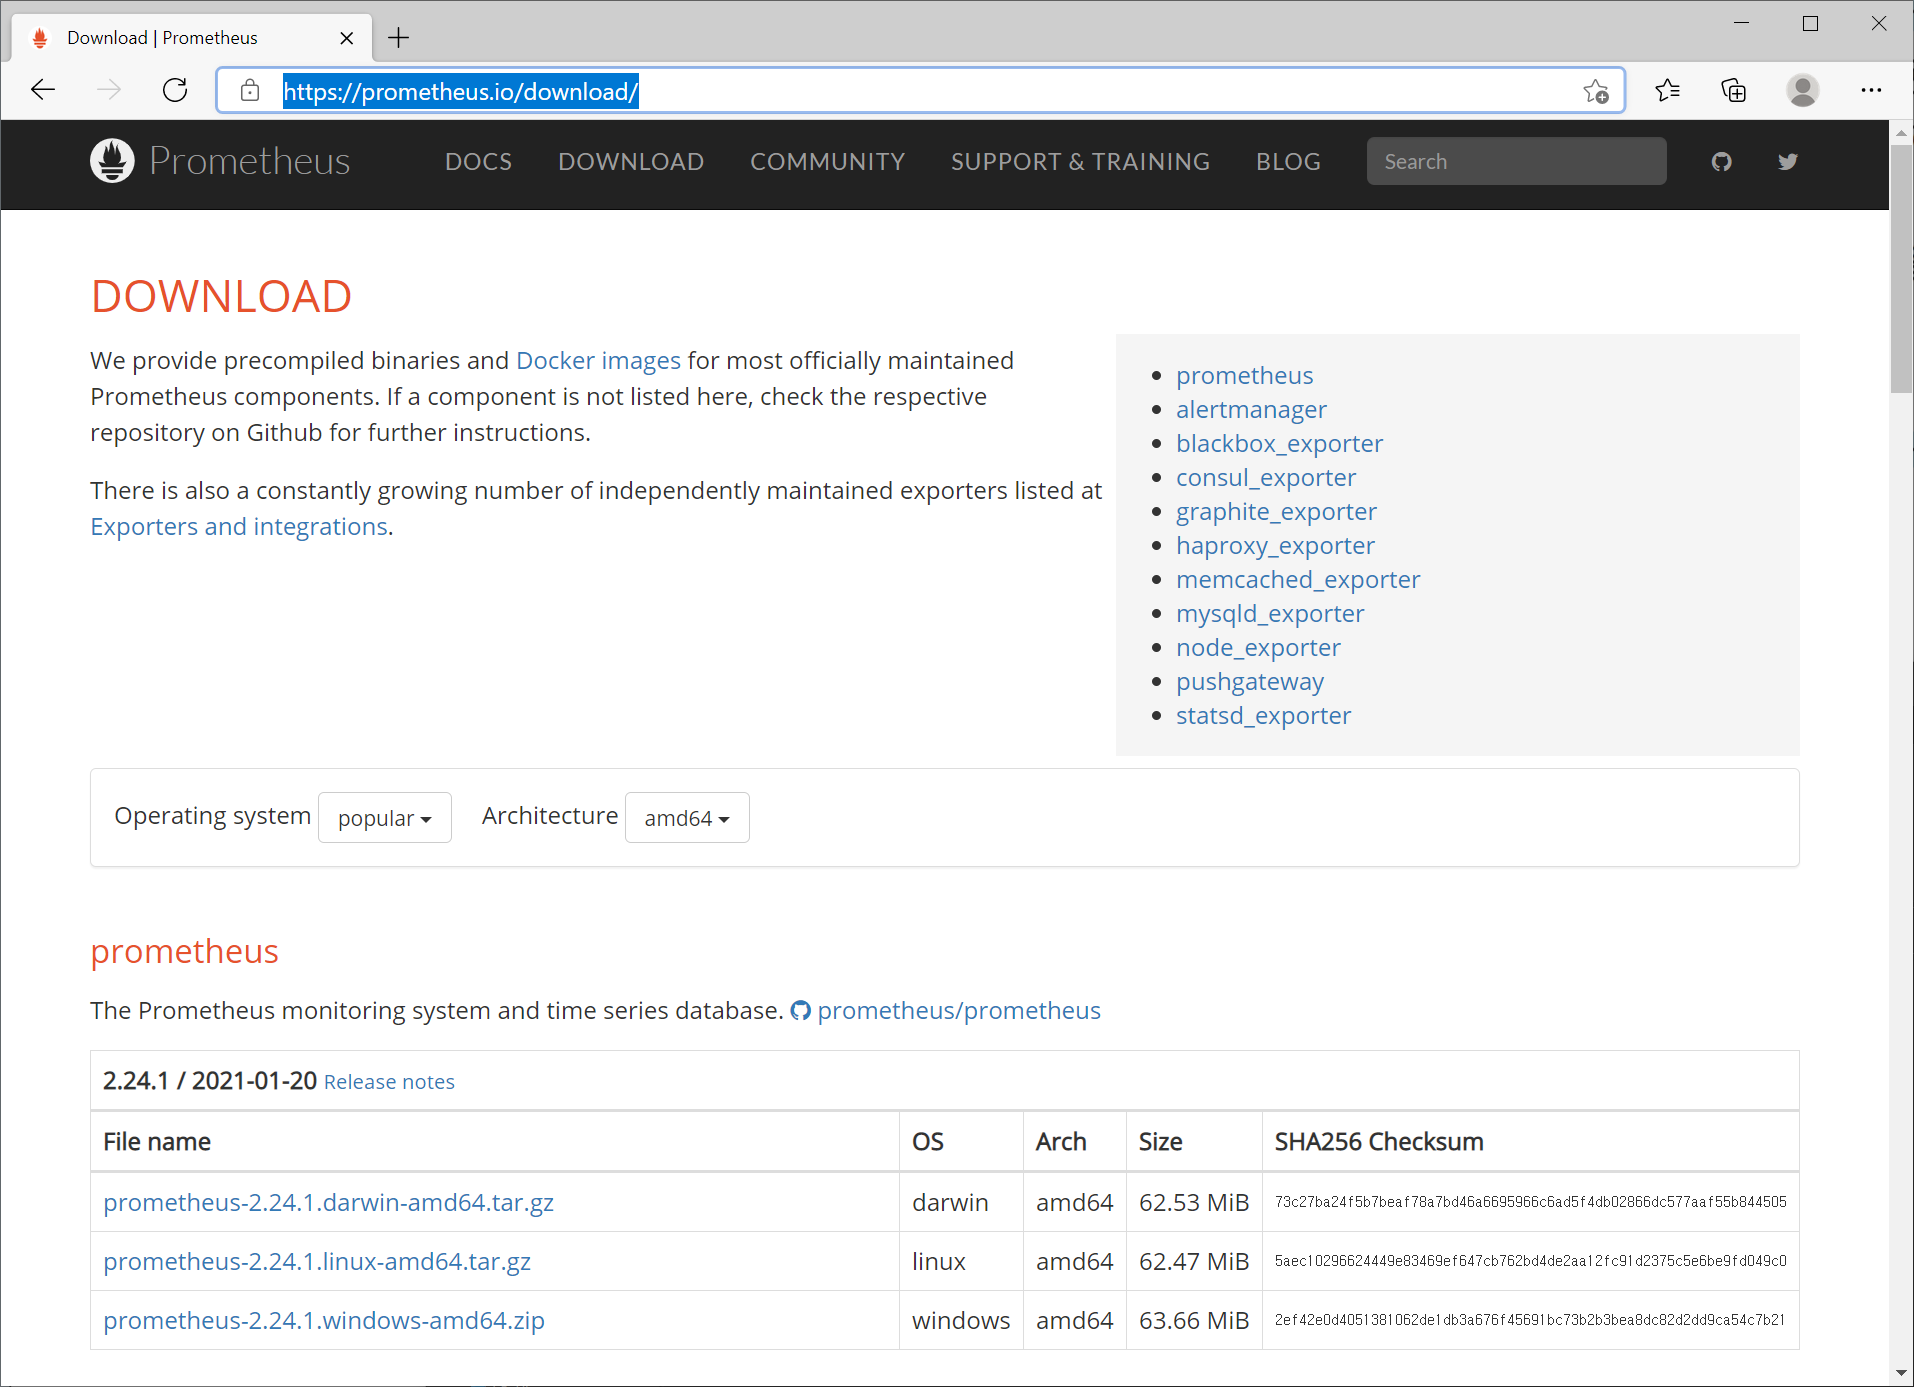 Download | Prometheus
https://prometheus.io/download/
Prometheus DOCS DOWNLOAD COMMUNITY SUPPORT & TRAINING BLOG Search
DOWNLOAD
We provide precompiled binaries and Docker images for most officially maintained
Prometheus components. If a component is not listed here, check the respective
repository on Github for further instructions.
There is also a constantly growing number of independently maintained exporters listed at
Exporters and integrations.
prometheus
alertmanager
blackbox_exporter
consul_exporter
graphite_exporter
haproxy_exporter
memcached_exporter
mysqld_exporter
node_exporter
pushgateway
statsd_exporter
Operating system popular Architecture amd64
prometheus
The Prometheus monitoring system and time series database. prometheus/prometheus
2.24.1 / 2021-01-20 Release notes
File name OS Arch Size SHA256 Checksum
prometheus-2.24.1.darwin-amd64.tar.gz darwin amd64 62.53 MiB 73c27ba24f5b7beaf78a7bd46a6695966c6ad5f4db02866dc577aaf55b844505
prometheus-2.24.1.linux-amd64.tar.gz linux amd64 62.47 MiB 5aec10296624449e83469ef647cb762bd4de2aa12fc91d2375c5e6be9fd049c0
prometheus-2.24.1.windows-amd64.zip windows amd64 63.66 MiB 2ef42e0d4051381062de1db3a676f45691bc73b2b3bea8dc82d2dd9ca54c7b21